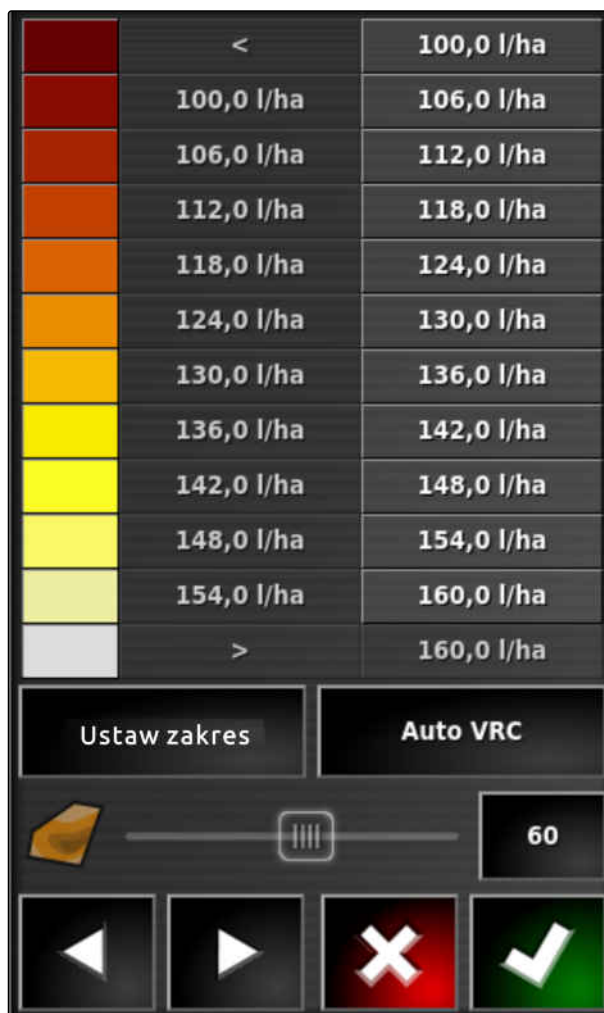 < 100,0 l/ha
100,0 l/ha 106,0 l/ha
106,0 l/ha 112,0 l/ha
112,0 l/ha 118,0 l/ha
118,0 l/ha 124,0 l/ha
124,0 l/ha 130,0 l/ha
130,0 l/ha 136,0 l/ha
136,0 l/ha 142,0 l/ha
142,0 l/ha 148,0 l/ha
148,0 l/ha 154,0 l/ha
154,0 l/ha 160,0 l/ha
> 160,0 l/ha
Ustaw zakres Auto VRC
60